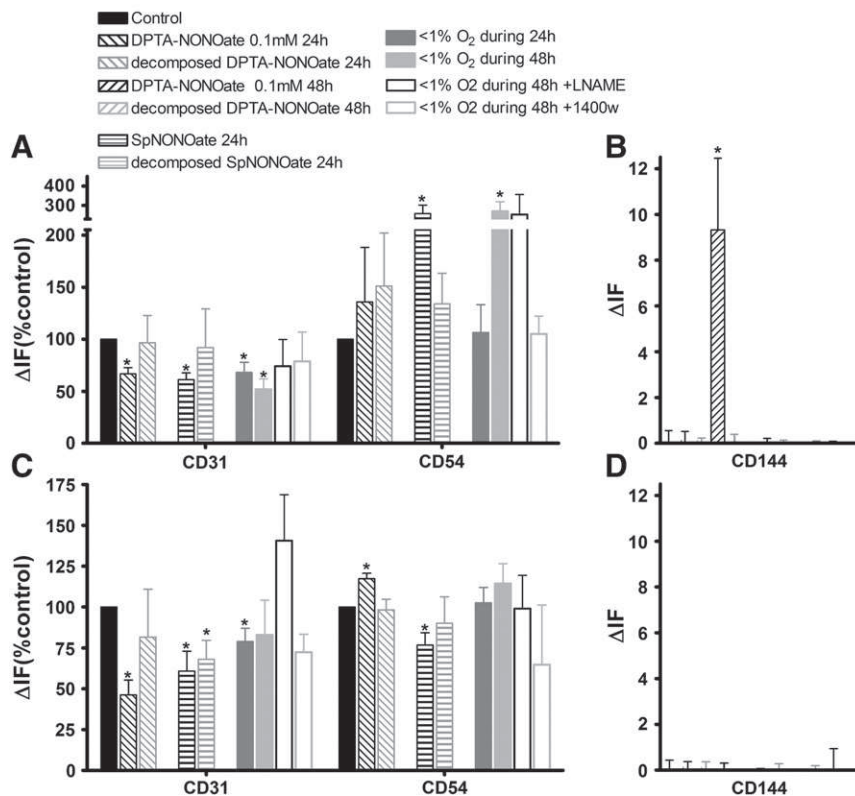 Control
DPTA-NONOate 0.1mM 24h
decomposed DPTA-NONOate 24h
DPTA-NONOate 0.1mM 48h
decomposed DPTA-NONOate 48h
SpNONOate 24h
decomposed SpNONOate 24h
<1% O₂ during 24h
<1% O₂ during 48h
<1% O2 during 48h +LNAME
<1% O2 during 48h +1400w
A
ΔIF(%control)
400
300
200
150
100
50
0
* * * *
* *
CD31 CD54
B
ΔIF
12
10
8
6
4
2
0
*
CD144
C
ΔIF(%control)
175
150
125
100
75
50
25
0
* * * *
* *
CD31 CD54
D
ΔIF
12
10
8
6
4
2
0
CD144